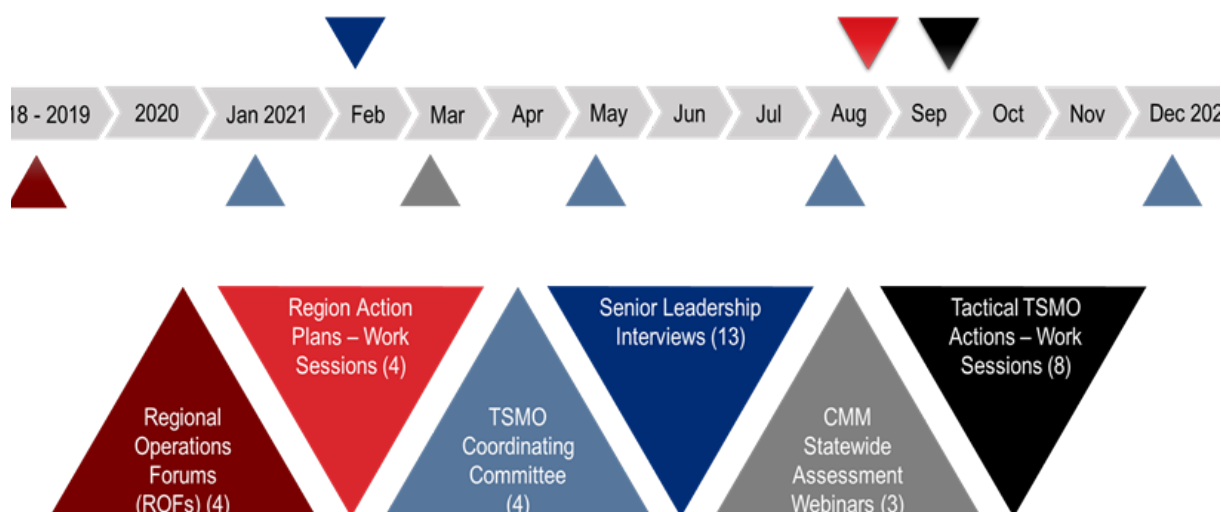 18 - 2019
2020
Jan 2021
Feb
Mar
Apr
May
Jun
Jul
Aug
Sep
Oct
Nov
Dec 202
Regional
Operations
Forums
(ROFs) (4)
Region Action
Plans – Work
Sessions (4)
TSMO
Coordinating
Committee
(4)
Senior Leadership
Interviews (13)
CMM
Statewide
Assessment
Webinars (3)
Tactical TSMO
Actions – Work
Sessions (8)